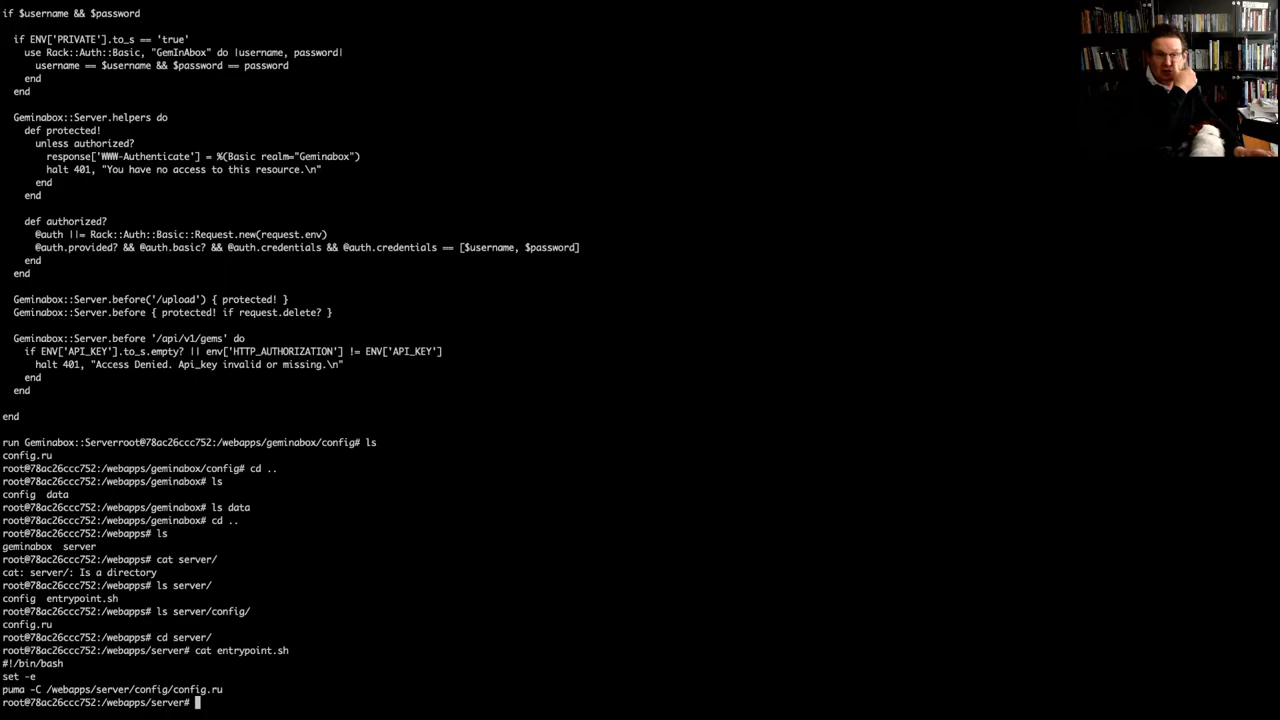 if $username && $password
if ENV['PRIVATE'].to_s == 'true'
use Rack::Auth::Basic, "GemInAbox" do |username, password|
username == $username && $password == password
end
end
Geminabox::Server.helpers do
def protected!
unless authorized?
response['WWW-Authenticate'] = %(Basic realm="Geminabox")
halt 401, "You have no access to this resource.\n"
end
end
def authorized?
@auth ||= Rack::Auth::Basic::Request.new(request.env)
@auth.provided? && @auth.basic? && @auth.credentials && @auth.credentials == [$username, $password]
end
end
Geminabox::Server.before('/upload') { protected! }
Geminabox::Server.before { protected! if request.delete? }
Geminabox::Server.before '/api/v1/gems' do
if ENV['API_KEY'].to_s.empty? || env['HTTP_AUTHORIZATION'] != ENV['API_KEY']
halt 401, "Access Denied. Api_key invalid or missing.\n"
end
end
end
run Geminabox::Serverroot@78ac26ccc752:/webapps/geminabox/config# ls
config.ru
root@78ac26ccc752:/webapps/geminabox/config# cd ..
root@78ac26ccc752:/webapps/geminabox# ls
config  data
root@78ac26ccc752:/webapps/geminabox# ls data
root@78ac26ccc752:/webapps/geminabox# cd ..
root@78ac26ccc752:/webapps# ls
geminabox  server
root@78ac26ccc752:/webapps# cat server/
cat: server/: Is a directory
root@78ac26ccc752:/webapps# ls server/
config  entrypoint.sh
root@78ac26ccc752:/webapps# ls server/config/
config.ru
root@78ac26ccc752:/webapps# cd server/
root@78ac26ccc752:/webapps/server# cat entrypoint.sh
#!/bin/bash
set -e
puma -C /webapps/server/config/config.ru
root@78ac26ccc752:/webapps/server#